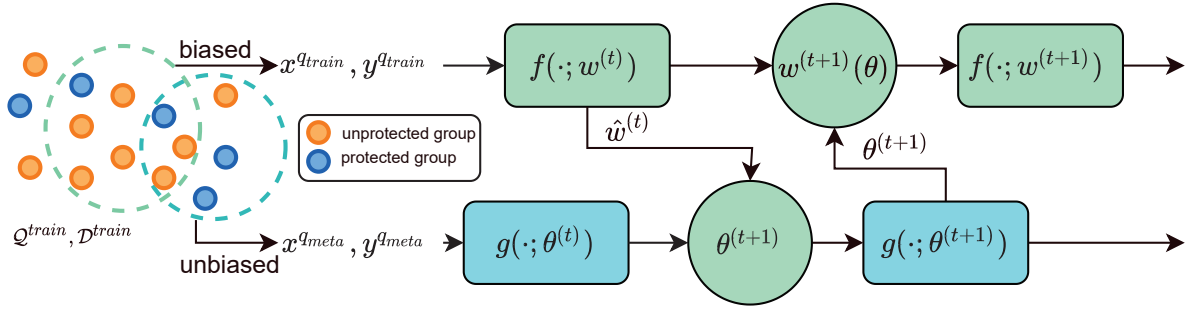 biased
x^{q_{train}}, y^{q_{train}}
f(·; w^{(t)})
w^{(t+1)}(θ)
f(·; w^{(t+1)})
ŵ^{(t)}
θ^{(t+1)}
unprotected group
protected group
𝒬^{train}, 𝒟^{train}
unbiased
x^{q_{meta}}, y^{q_{meta}}
g(·; θ^{(t)})
θ^{(t+1)}
g(·; θ^{(t+1)})